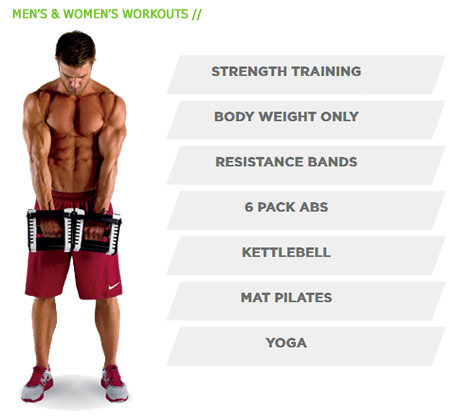 MEN'S & WOMEN'S WORKOUTS //
STRENGTH TRAINING
BODY WEIGHT ONLY
RESISTANCE BANDS
6 PACK ABS
KETTLEBELL
MAT PILATES
YOGA